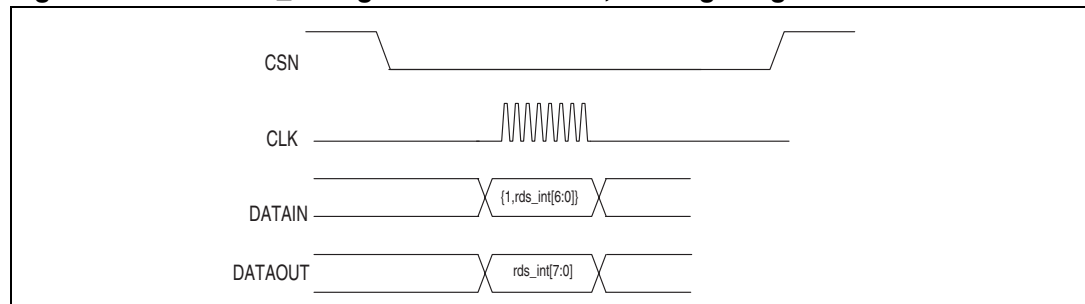 CSN
CLK
{1,rds_int[6:0]}
DATAIN
rds_int[7:0]
DATAOUT